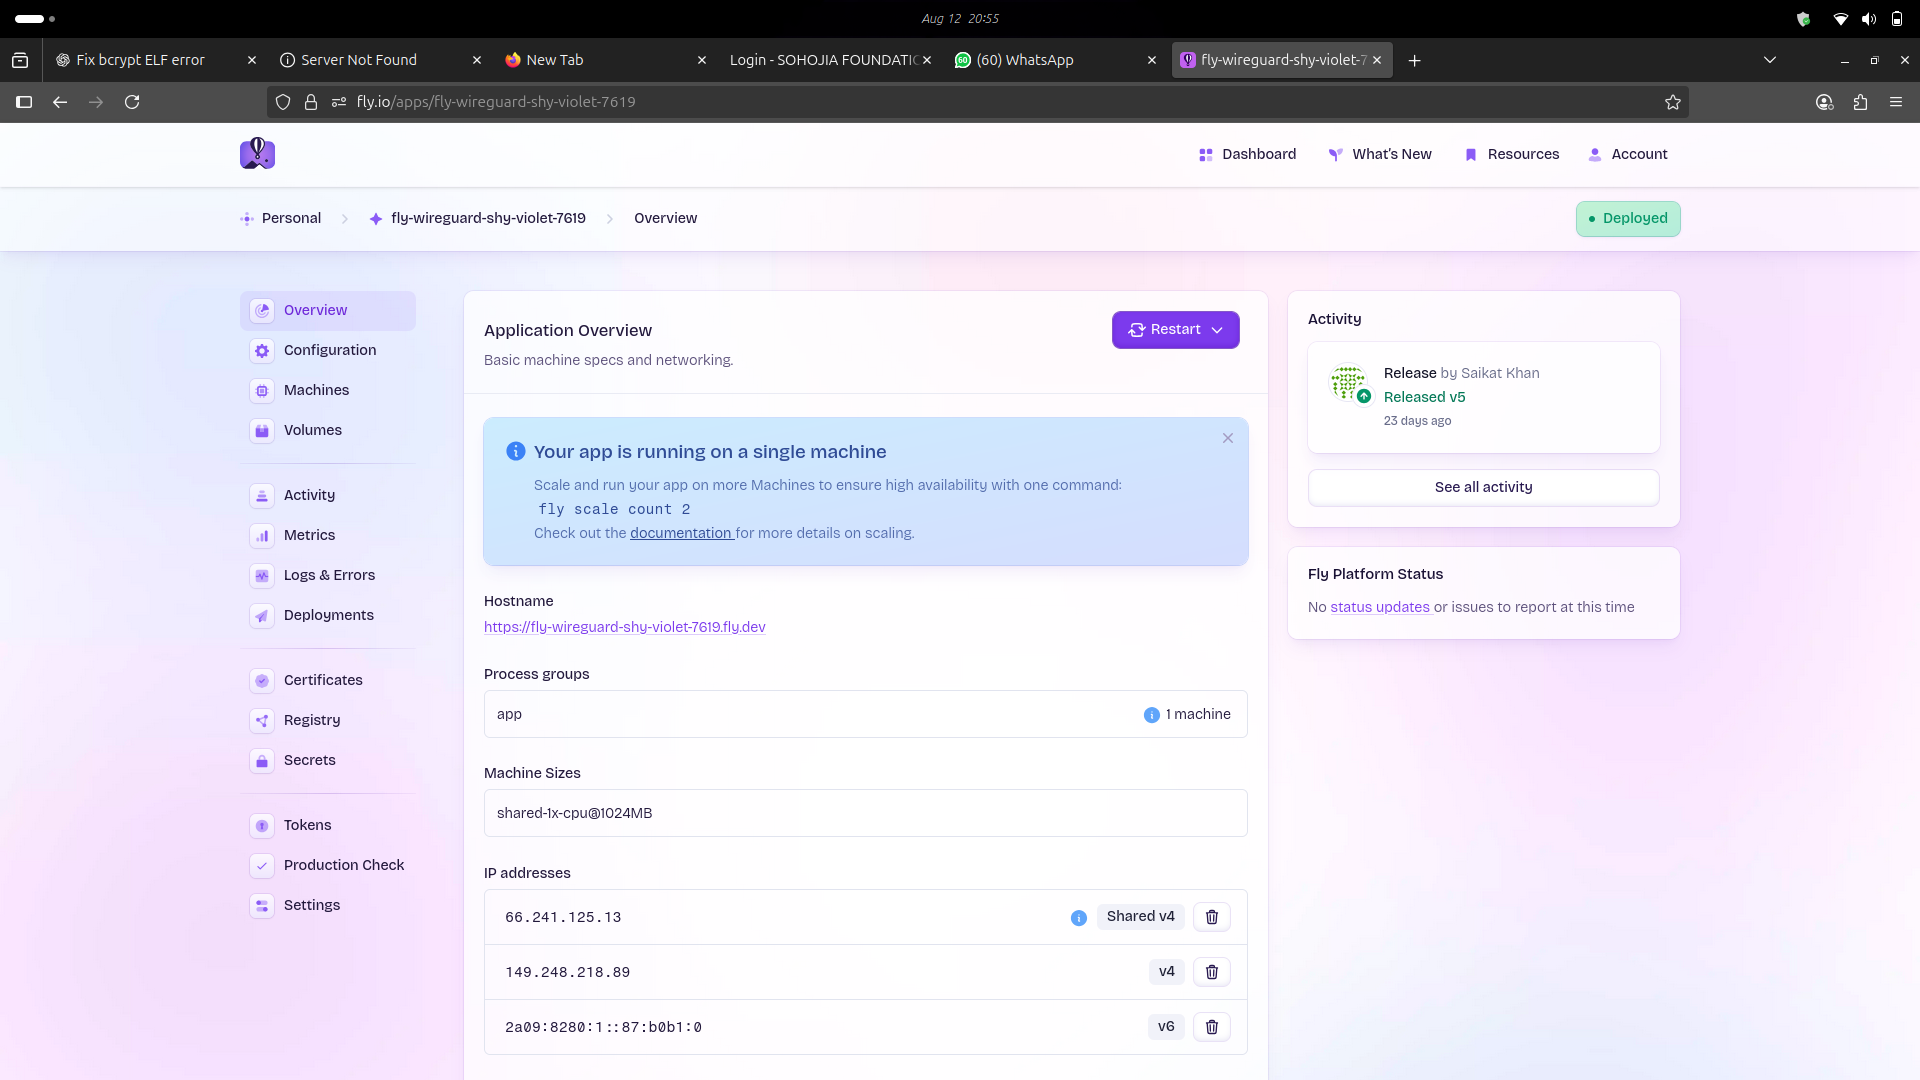 Aug 12 20:55
Fix bcrypt ELF error
Server Not Found
New Tab
Login - SOHOJIA FOUNDATIO
(60) WhatsApp
fly-wireguard-shy-violet-7
fly.io/apps/fly-wireguard-shy-violet-7619
Dashboard
What's New
Resources
Account
Personal
fly-wireguard-shy-violet-7619
Overview
Deployed
Overview
Configuration
Machines
Volumes
Activity
Metrics
Logs & Errors
Deployments
Certificates
Registry
Secrets
Tokens
Production Check
Settings
Application Overview
Basic machine specs and networking.
Restart
Your app is running on a single machine
Scale and run your app on more Machines to ensure high availability with one command:
fly scale count 2
Check out the documentation for more details on scaling.
Hostname
https://fly-wireguard-shy-violet-7619.fly.dev
Process groups
app
1 machine
Machine Sizes
shared-1x-cpu@1024MB
IP addresses
66.241.125.13
Shared v4
149.248.218.89
v4
2a09:8280:1::87:b0b1:0
v6
Activity
Release by Saikat Khan
Released v5
23 days ago
See all activity
Fly Platform Status
No status updates or issues to report at this time